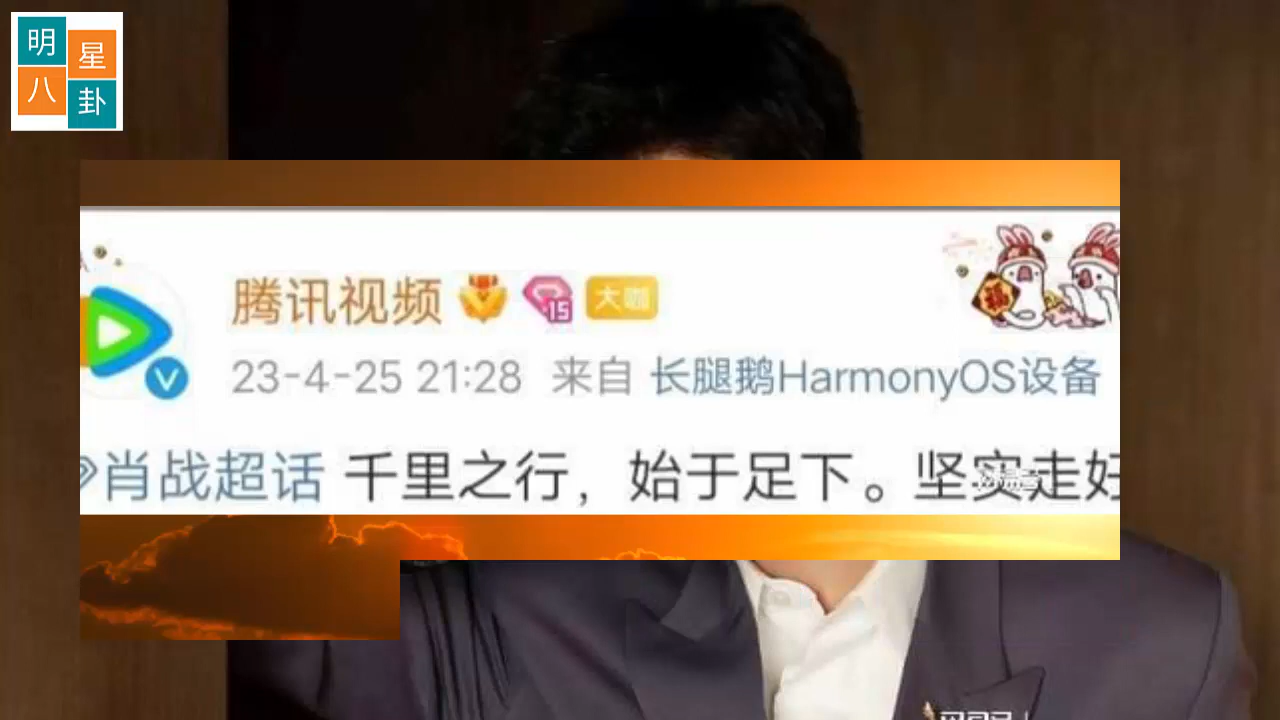 明星
八卦
腾讯视频 15 大咖
23-4-25 21:28 来自 长腿鹅HarmonyOS设备
肖战超话 千里之行，始于足下。坚实走好
福